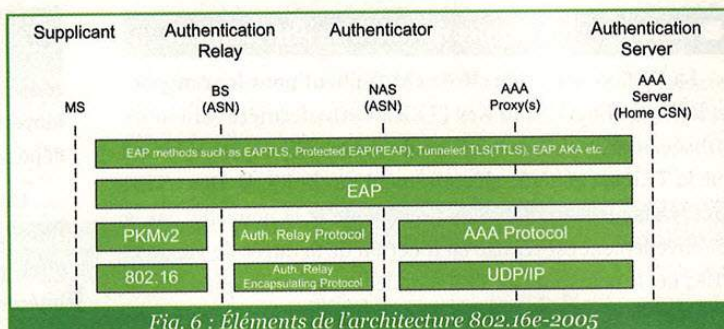 Supplicant
Authentication
Relay
Authenticator
Authentication
Server
MS
BS
(ASN)
NAS
(ASN)
AAA
Proxy(s)
AAA
Server
(Home CSN)
EAP methods such as EAPTLS, Protected EAP(PEAP), Tunneled TLS(TTLS), EAP AKA etc
EAP
PKMv2
Auth. Relay Protocol
AAA Protocol
802.16
Auth. Relay
Encapsulating Protocol
UDP/IP
Fig. 6 : Éléments de l'architecture 802.16e-2005